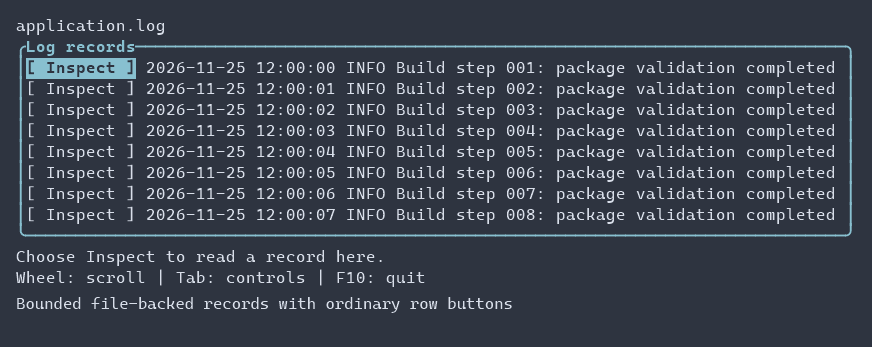 application.log
Log records
[ Inspect ] 2026-11-25 12:00:00 INFO Build step 001: package validation completed
[ Inspect ] 2026-11-25 12:00:01 INFO Build step 002: package validation completed
[ Inspect ] 2026-11-25 12:00:02 INFO Build step 003: package validation completed
[ Inspect ] 2026-11-25 12:00:03 INFO Build step 004: package validation completed
[ Inspect ] 2026-11-25 12:00:04 INFO Build step 005: package validation completed
[ Inspect ] 2026-11-25 12:00:05 INFO Build step 006: package validation completed
[ Inspect ] 2026-11-25 12:00:06 INFO Build step 007: package validation completed
[ Inspect ] 2026-11-25 12:00:07 INFO Build step 008: package validation completed
Choose Inspect to read a record here.
Wheel: scroll | Tab: controls | F10: quit
Bounded file-backed records with ordinary row buttons